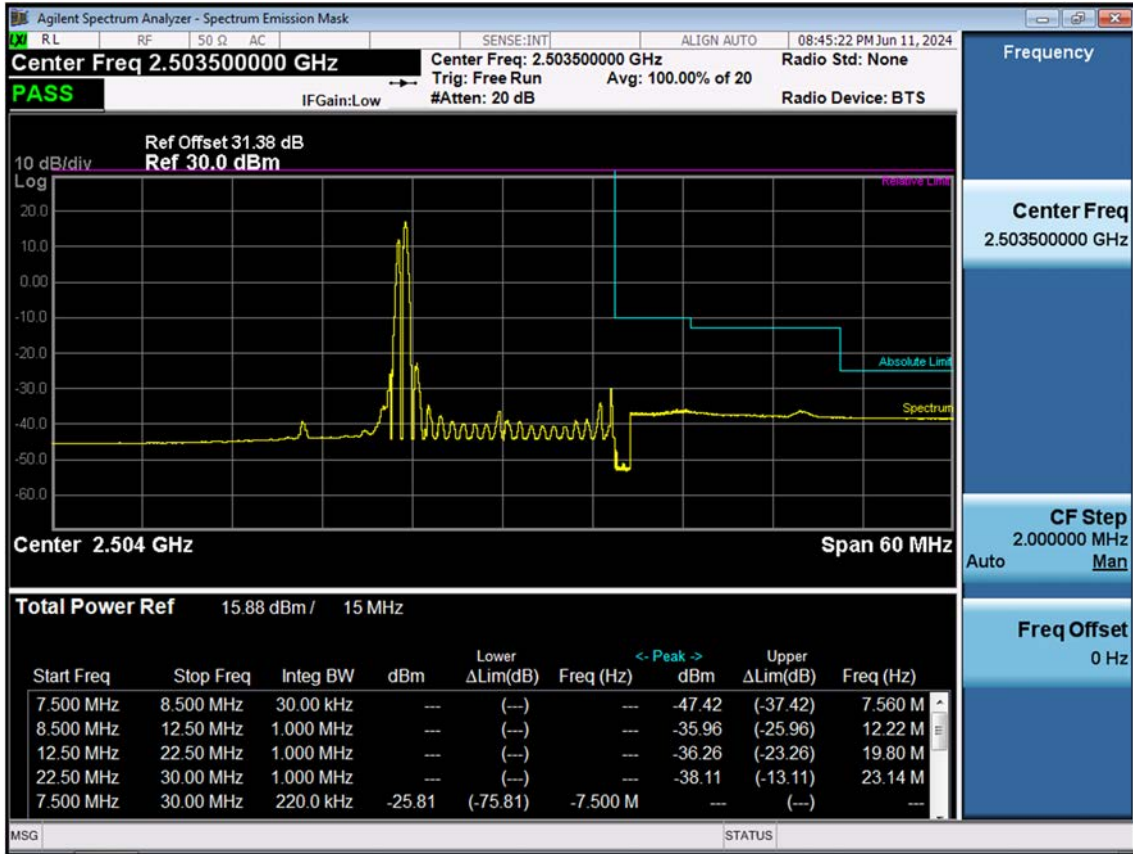 Agilent Spectrum Analyzer - Spectrum Emission Mask
LXI RL RF 50 Ω AC SENSE:INT ALIGN AUTO 08:45:22 PM Jun 11, 2024
Center Freq 2.503500000 GHz
Center Freq: 2.503500000 GHz
Radio Std: None
Trig: Free Run Avg: 100.00% of 20
PASS
IFGain:Low
#Atten: 20 dB
Radio Device: BTS
Ref Offset 31.38 dB
10 dB/div Ref 30.0 dBm
Log
Relative Limit
20.0
10.0
0.00
-10.0
-20.0
Absolute Limit
-30.0
Spectrum
-40.0
-50.0
-60.0
Center 2.504 GHz Span 60 MHz
Total Power Ref 15.88 dBm / 15 MHz
Lower <- Peak -> Upper
Start Freq Stop Freq Integ BW dBm ΔLim(dB) Freq (Hz) dBm ΔLim(dB) Freq (Hz)
7.500 MHz 8.500 MHz 30.00 kHz --- (---) --- -47.42 (-37.42) 7.560 M
8.500 MHz 12.50 MHz 1.000 MHz --- (---) --- -35.96 (-25.96) 12.22 M
12.50 MHz 22.50 MHz 1.000 MHz --- (---) --- -36.26 (-23.26) 19.80 M
22.50 MHz 30.00 MHz 1.000 MHz --- (---) --- -38.11 (-13.11) 23.14 M
7.500 MHz 30.00 MHz 220.0 kHz -25.81 (-75.81) -7.500 M --- (---) ---
MSG STATUS
Frequency
Center Freq
2.503500000 GHz
CF Step
2.000000 MHz
Auto Man
Freq Offset
0 Hz